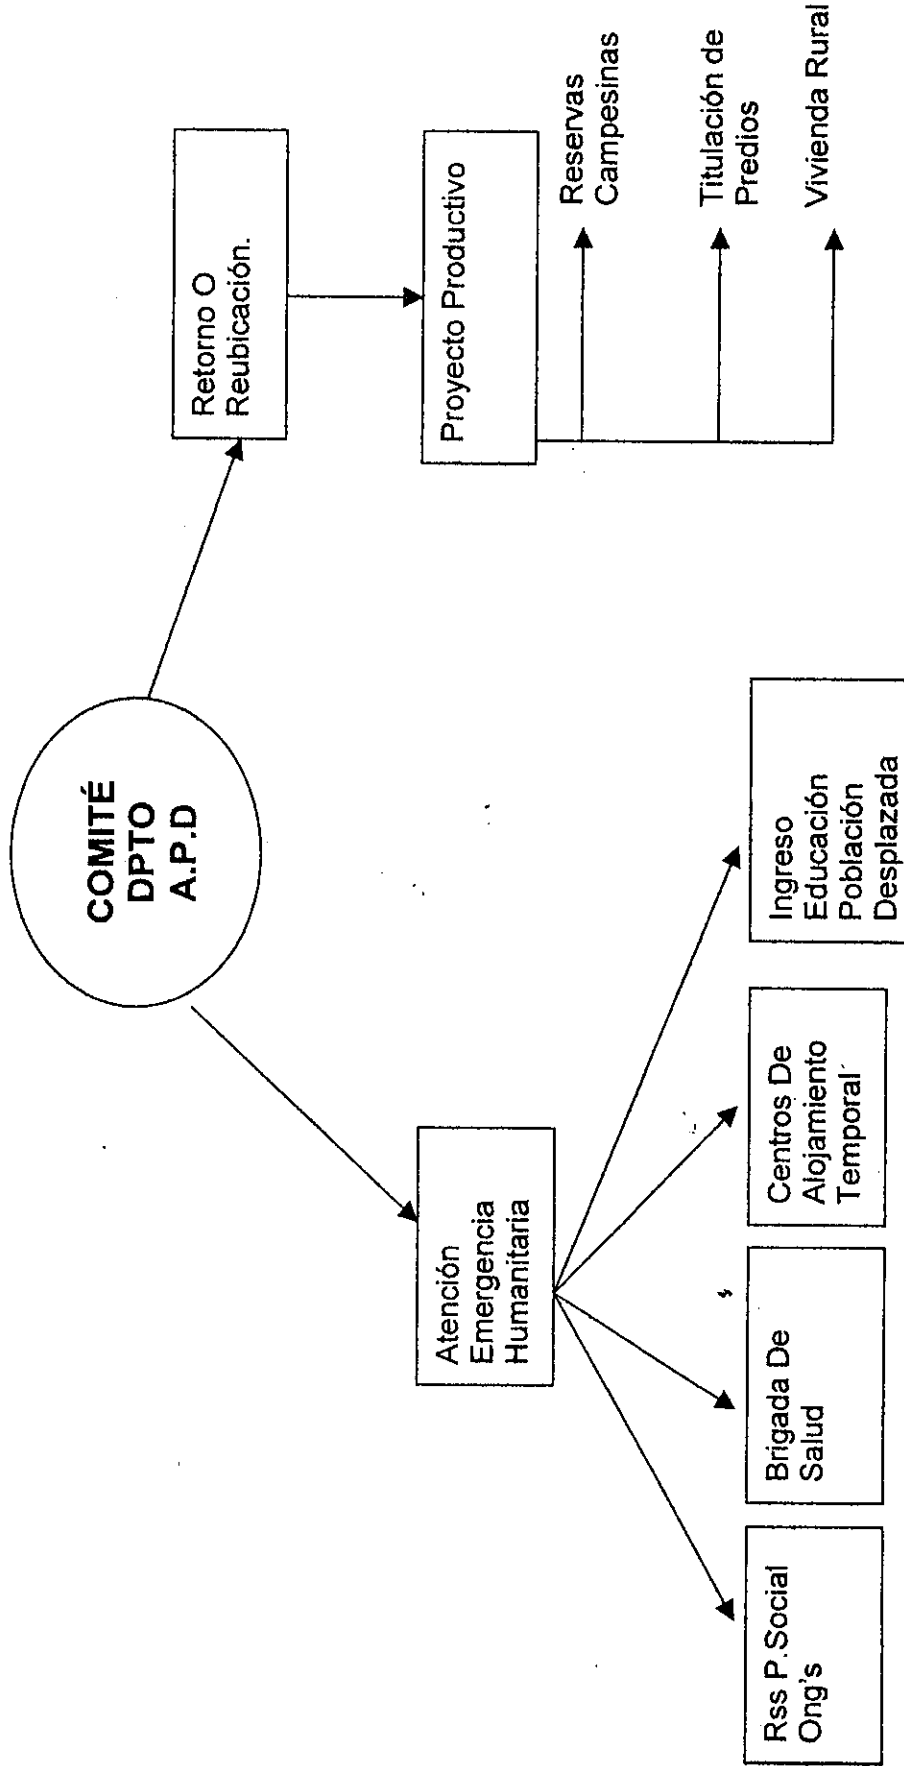 COMITÉ
DPTO
A.P.D
Retorno O
Reubicación.
Atención
Emergencia
Humanitaria
Proyecto Productivo
Reservas
Campesinas
Titulación de
Predios
Vivienda Rural
Rss P.Social
Ong's
Brigada De
Salud
Centros De
Alojamiento
Temporal
Ingreso
Educación
Población
Desplazada